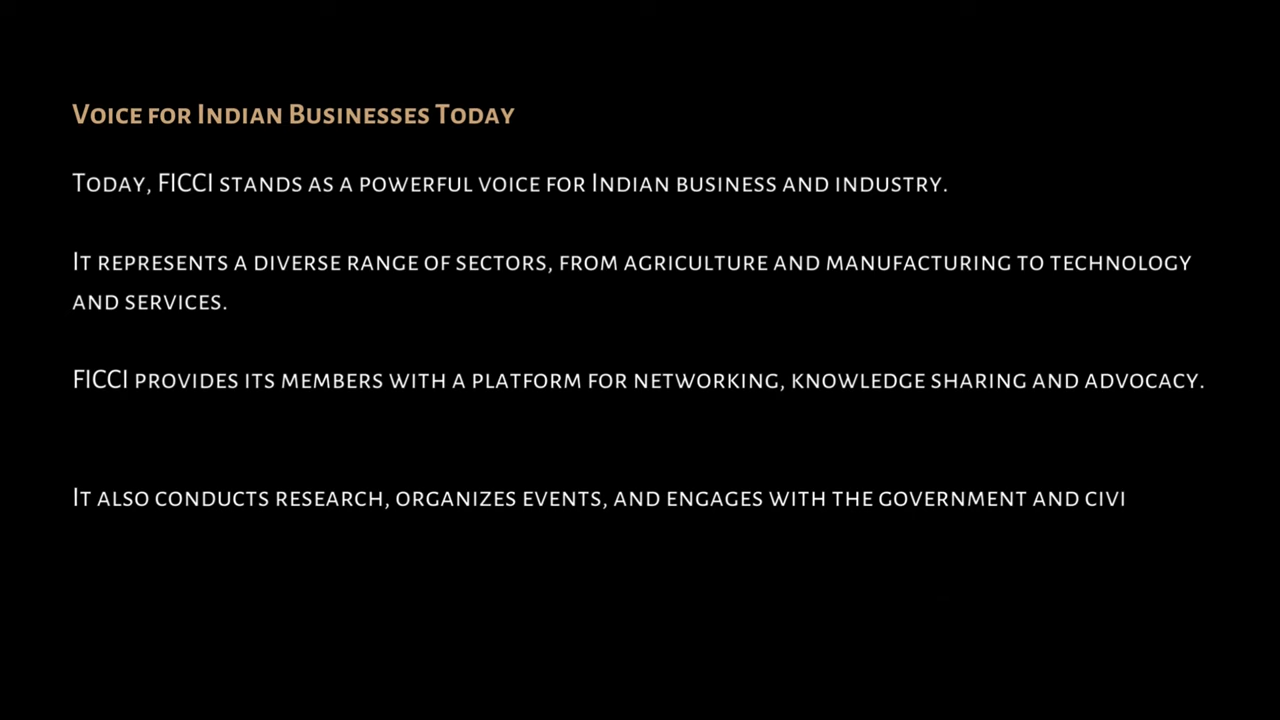 Voice for Indian Businesses Today
Today, FICCI stands as a powerful voice for Indian business and industry.
It represents a diverse range of sectors, from agriculture and manufacturing to technology
and services.
FICCI provides its members with a platform for networking, knowledge sharing and advocacy.
It also conducts research, organizes events, and engages with the government and civi